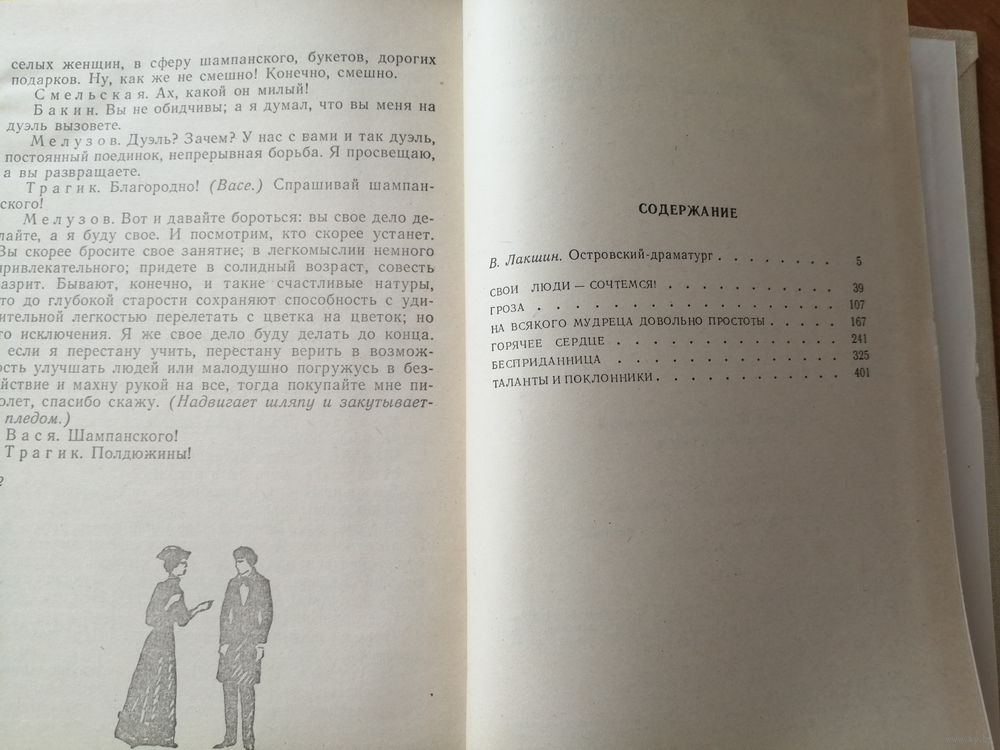 селых женщин, в сферу шампанского, букетов, дорогих
подарков. Ну, как же не смешно! Конечно, смешно.
Смельская. Ах, какой он милый!
Бакин. Вы не обидчивы; а я думал, что вы меня на
дуэль вызовете.
Мелузов. Дуэль? Зачем? У нас с вами и так дуэль,
постоянный поединок, непрерывная борьба. Я просвещаю,
а вы развращаете.
Трагик. Благородно! (Васе.) Спрашивай шампан-
ского!
Мелузов. Вот и давайте бороться: вы свое дело де-
лайте, а я буду свое. И посмотрим, кто скорее устанет.
Вы скорее бросите свое занятие; в легкомыслии немного
привлекательного; придете в солидный возраст, совесть
азрит. Бывают, конечно, и такие счастливые натуры,
то до глубокой старости сохраняют способность с уди-
ительной легкостью перелетать с цветка на цветок; но
то исключения. Я же свое дело буду делать до конца.
если я перестану учить, перестану верить в возмож-
ость улучшать людей или малодушно погружусь в без-
йствие и махну рукой на все, тогда покупайте мне пи-
олет, спасибо скажу. (Надвигает шляпу и закутывает-
пледом.)
Вася. Шампанского!
Трагик. Полдюжины!
СОДЕРЖАНИЕ
В. Лакшин. Островский-драматург . . . . . . . . 5
СВОИ ЛЮДИ — СОЧТЕМСЯ! . . . . . . . . . . 39
ГРОЗА . . . . . . . . . . . . . . . . 107
НА ВСЯКОГО МУДРЕЦА ДОВОЛЬНО ПРОСТОТЫ . . . . . 167
ГОРЯЧЕЕ СЕРДЦЕ . . . . . . . . . . . . 241
БЕСПРИДАННИЦА . . . . . . . . . . . . 325
ТАЛАНТЫ И ПОКЛОННИКИ . . . . . . . . . . 401